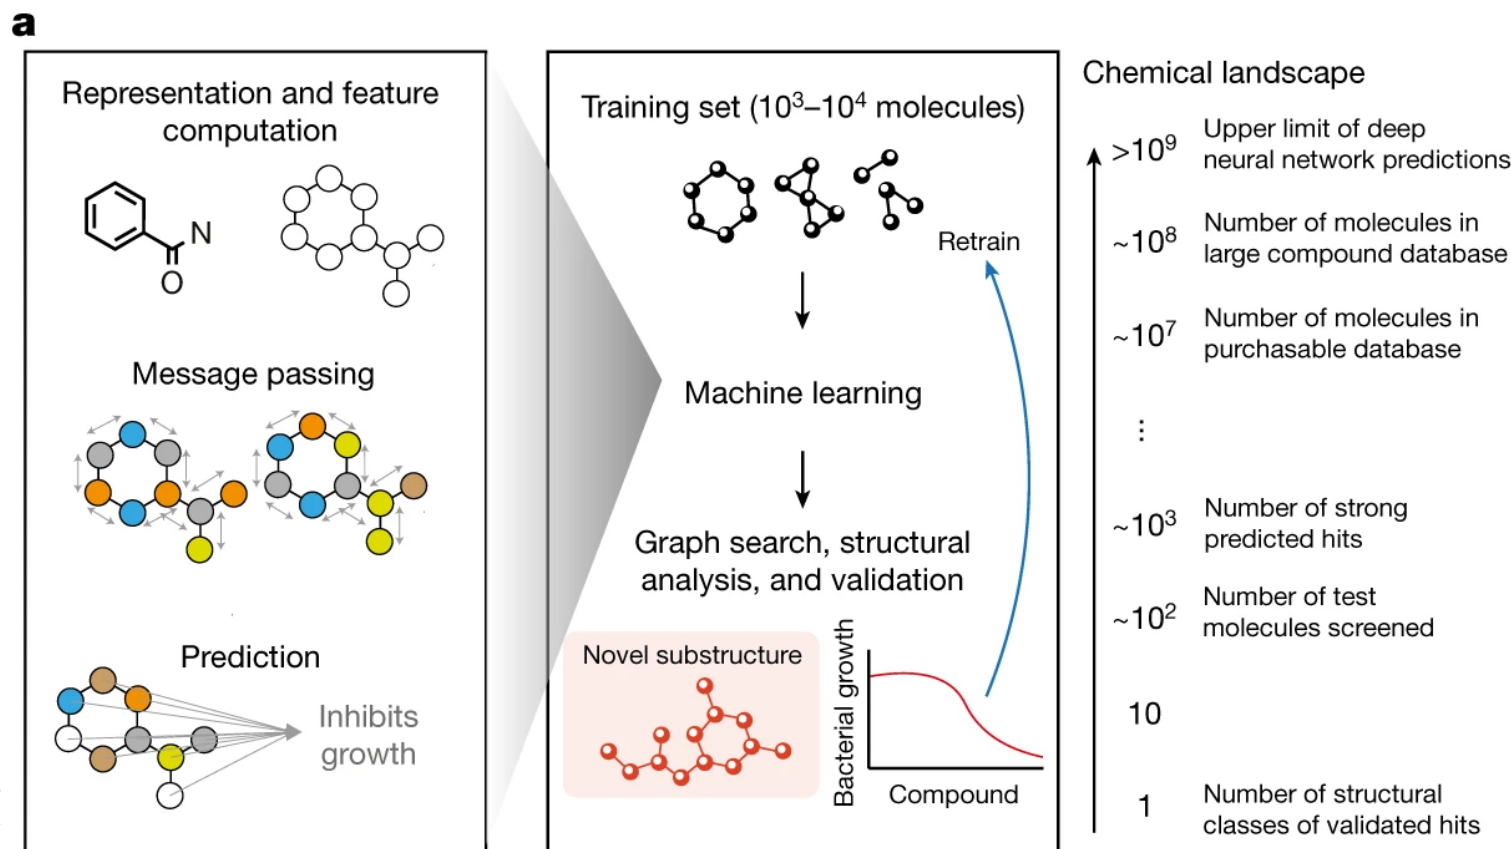 a
Representation and feature
computation
N
O
Message passing
Prediction
Inhibits
growth
Training set (10³–10⁴ molecules)
Retrain
Machine learning
Graph search, structural
analysis, and validation
Novel substructure
Bacterial growth
Compound
Chemical landscape
>10⁹ Upper limit of deep
neural network predictions
~10⁸ Number of molecules in
large compound database
~10⁷ Number of molecules in
purchasable database
⋮
~10³ Number of strong
predicted hits
~10² Number of test
molecules screened
10
1 Number of structural
classes of validated hits